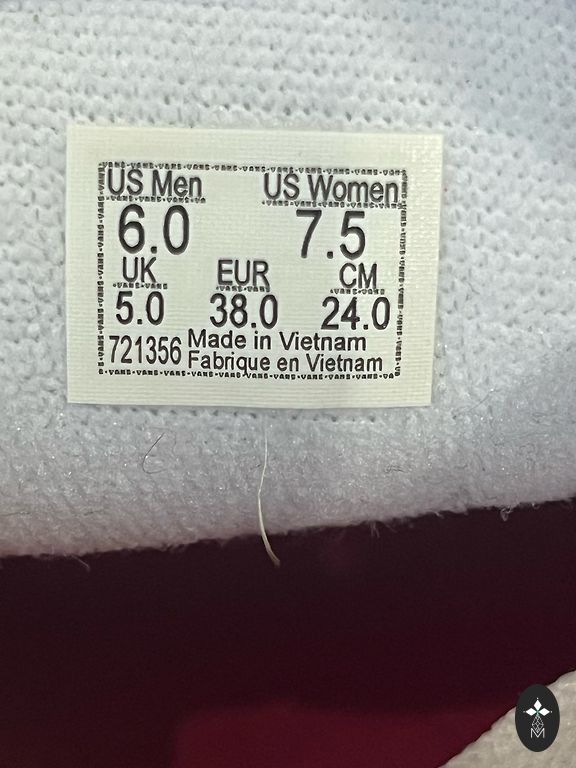 US Men US Women
6.0 7.5
UK EUR CM
5.0 38.0 24.0
721356 Made in Vietnam
Fabrique en Vietnam